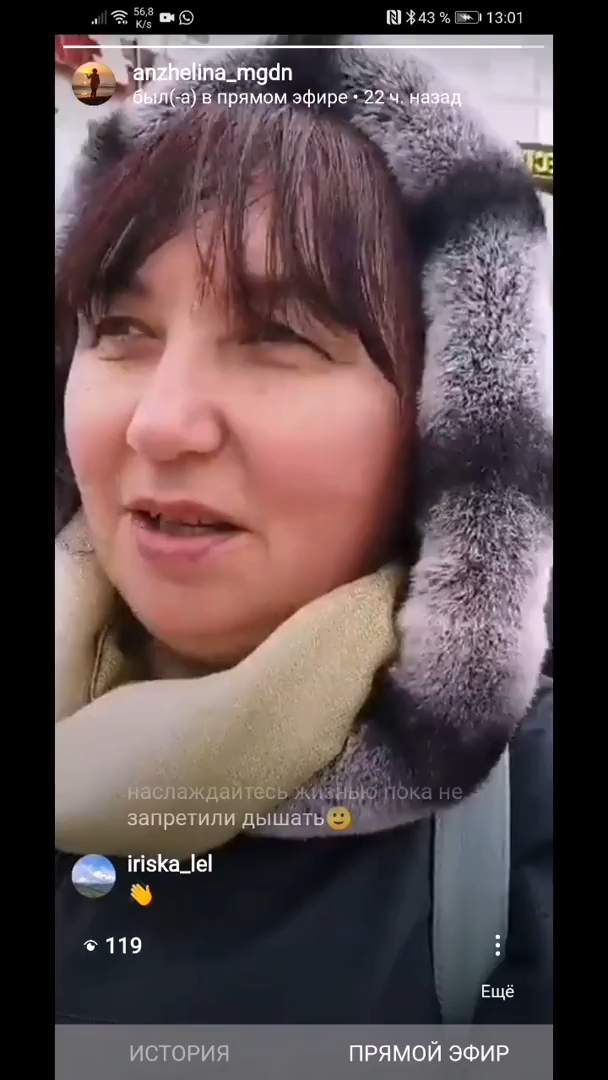 56,8
K/s
43 %
13:01
anzhelina_mgdn
был(-а) в прямом эфире • 22 ч. назад
наслаждайтесь жизнью пока не
запретили дышать🙂
iriska_lel
👋
119
Ещё
ИСТОРИЯ
ПРЯМОЙ ЭФИР